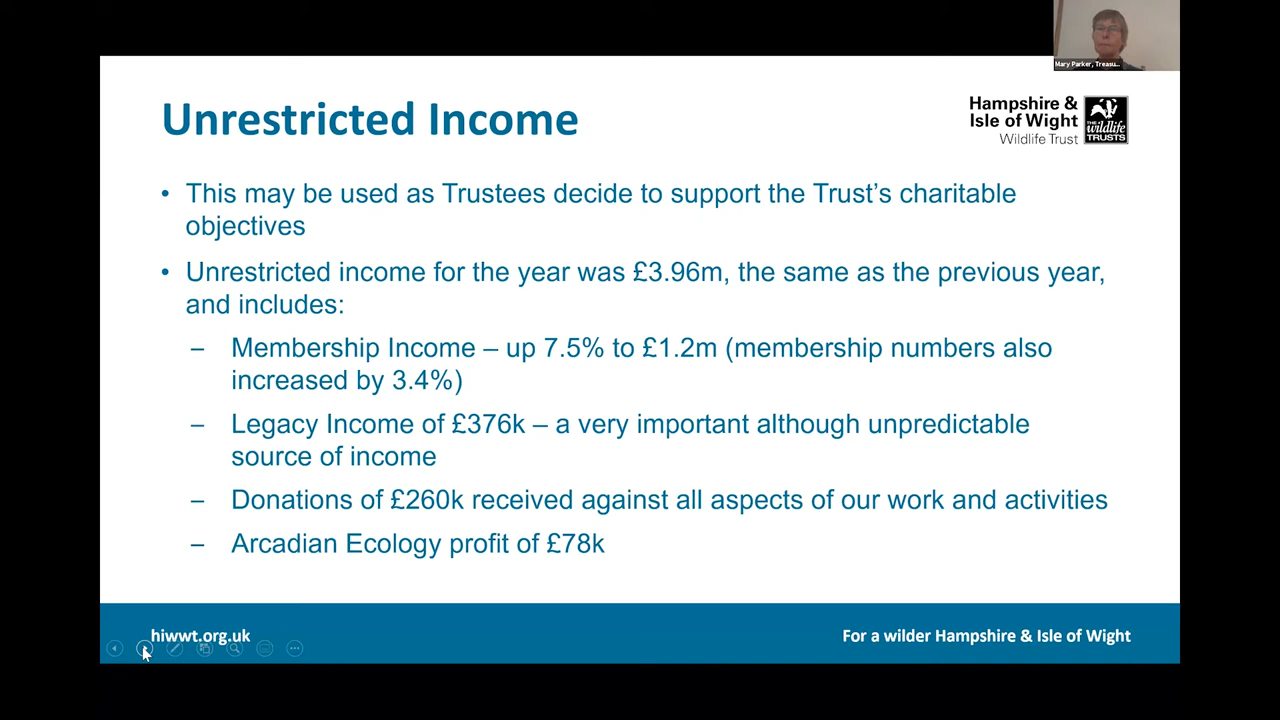 Mary Parker, Treasu...
Unrestricted Income
Hampshire &
Isle of Wight
Wildlife Trust
THE
wildlife
TRUSTS
• This may be used as Trustees decide to support the Trust’s charitable
objectives
• Unrestricted income for the year was £3.96m, the same as the previous year,
and includes:
– Membership Income – up 7.5% to £1.2m (membership numbers also
increased by 3.4%)
– Legacy Income of £376k – a very important although unpredictable
source of income
– Donations of £260k received against all aspects of our work and activities
– Arcadian Ecology profit of £78k
hiwwt.org.uk
For a wilder Hampshire & Isle of Wight